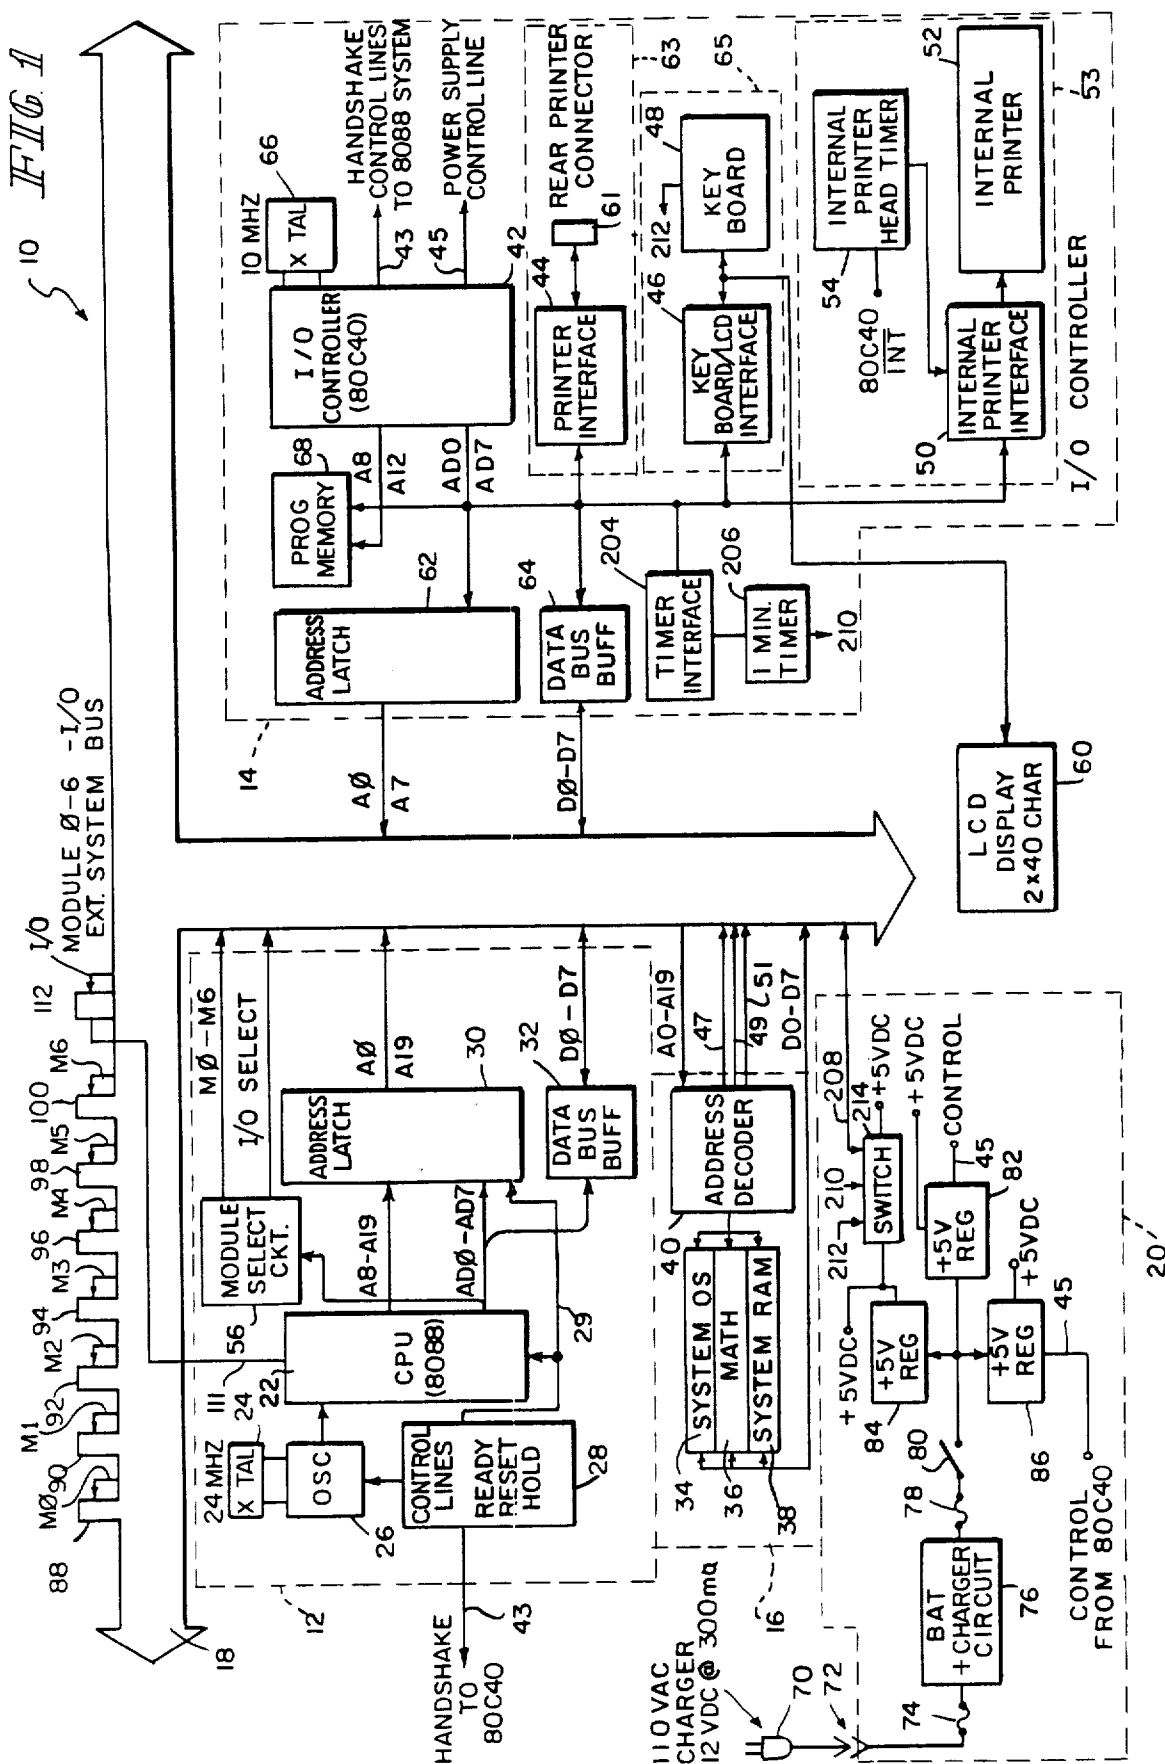 FIG 1
10
MODULE Ø-6 -I/O
EXT. SYSTEM BUS
I/O
112
M6
100
M5
98
M4
96
M3
94
M2
92
M1
90
MØ
88
18
111
HANDSHAKE
TO
80C40
43
12
24 MHZ
X TAL
24
OSC
26
CONTROL
LINES
READY
RESET
HOLD
28
22
CPU
(8088)
56
MODULE
SELECT
CKT.
MØ-M6
I/O SELECT
A8-A19
ADØ-AD7
29
ADDRESS
LATCH
30
AØ
A19
DATA
BUS
BUFF
32
DØ-D7
14
ADDRESS
LATCH
62
AØ
A7
DATA
BUS
BUFF
64
DØ-D7
PROG
MEMORY
68
A8
A12
AD0
AD7
I/O
CONTROLLER
(80C40)
42
10 MHZ
X TAL
66
HANDSHAKE
CONTROL LINES
43 TO 8088 SYSTEM
45
POWER SUPPLY
CONTROL LINE
PRINTER
INTERFACE
44
REAR PRINTER
CONNECTOR
61
63
KEY
BOARD/LCD
INTERFACE
46
KEY
BOARD
48
212
65
TIMER
INTERFACE
204
1 MIN.
TIMER
206
210
INTERNAL
PRINTER
HEAD TIMER
54
80C40
INT
INTERNAL
PRINTER
INTERFACE
50
INTERNAL
PRINTER
52
53
I/O CONTROLLER
LCD
DISPLAY
2x40 CHAR
60
34
SYSTEM OS
36
MATH
38
SYSTEM RAM
16
40
ADDRESS
DECODER
A0-A19
47
49
51
D0-D7
110 VAC
CHARGER
12 VDC @ 300ma
70
72
74
BAT
+ CHARGER
CIRCUIT
76
78
80
+5VDC
+5V
REG
84
212
210
208
SWITCH
214
+5VDC
+5VDC
+5V REG
82
45
CONTROL
+5V
REG
86
+5VDC
45
CONTROL
FROM 80C40
20